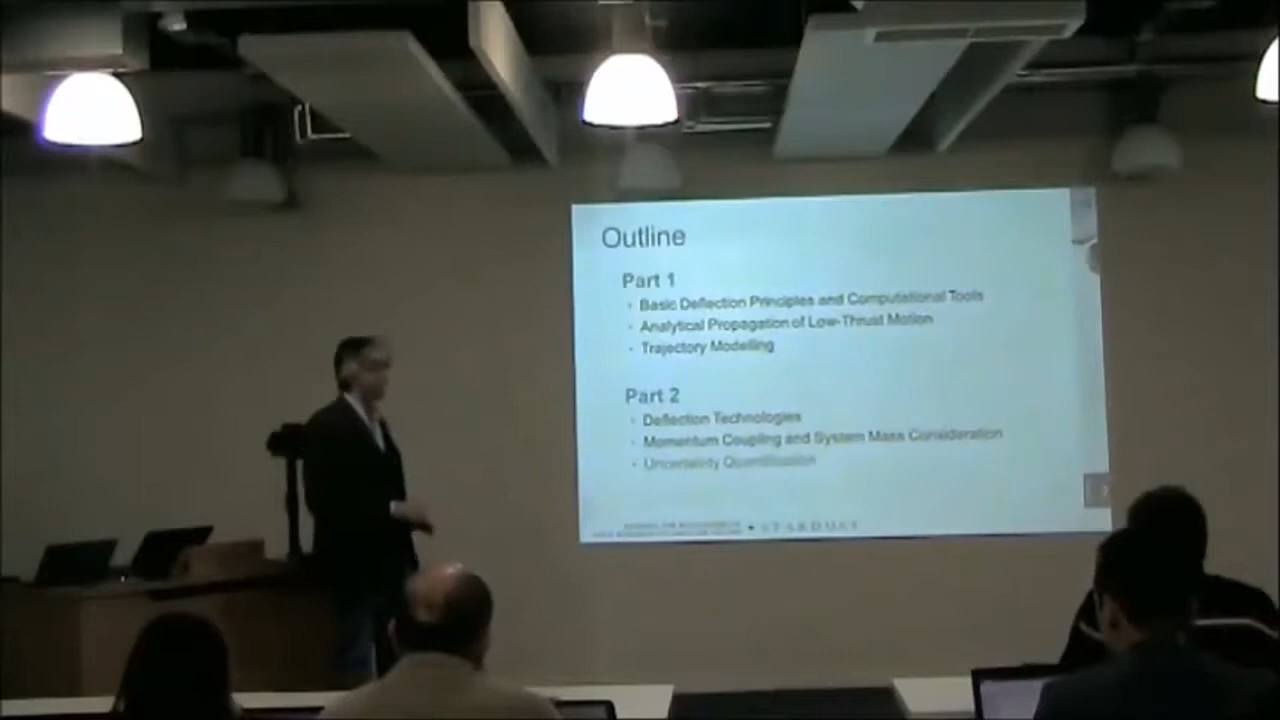 Outline
Part 1
• Basic Deflection Principles and Computational Tools
• Analytical Propagation of Low-Thrust Motion
• Trajectory Modelling
Part 2
• Deflection Technologies
• Momentum Coupling and System Mass Consideration
• Uncertainty Quantification
STARDUST